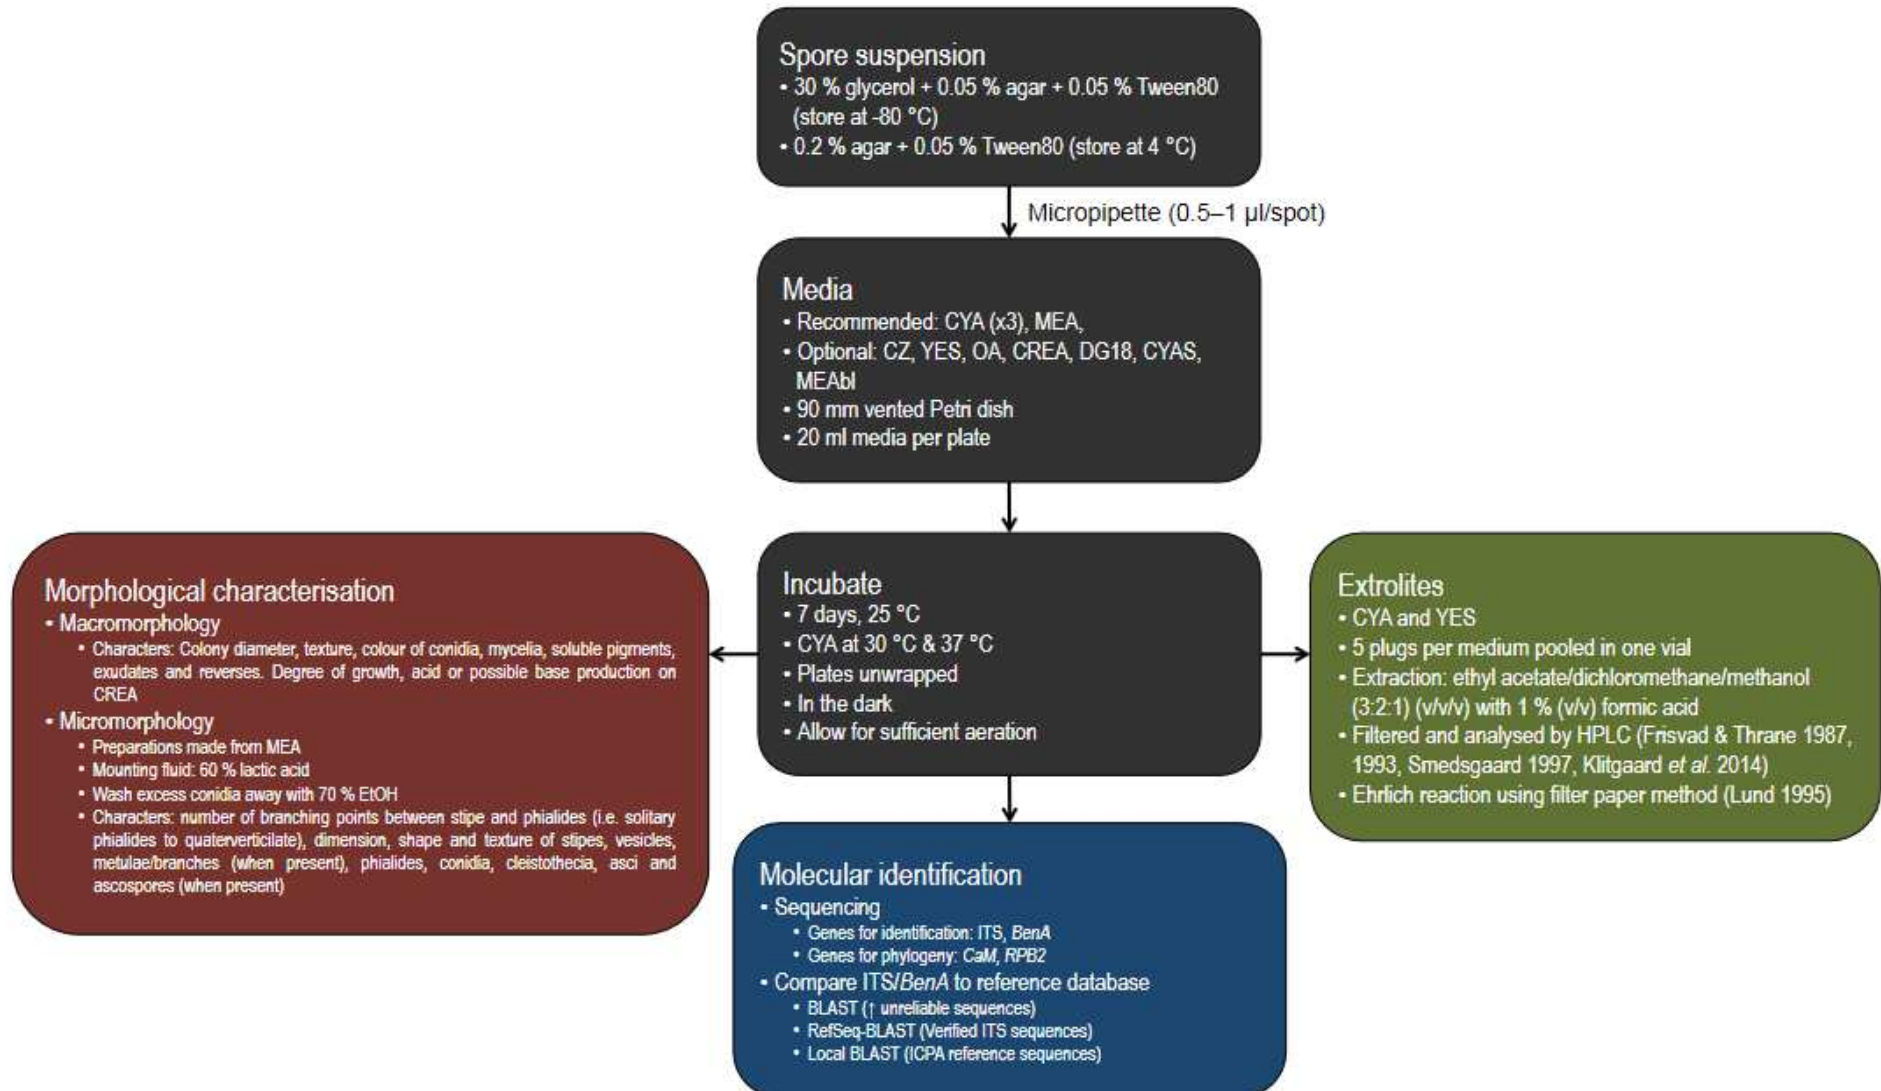 Spore suspension
• 30 % glycerol + 0.05 % agar + 0.05 % Tween80
(store at -80 °C)
• 0.2 % agar + 0.05 % Tween80 (store at 4 °C)
Micropipette (0.5–1 µl/spot)
Media
• Recommended: CYA (x3), MEA,
• Optional: CZ, YES, OA, CREA, DG18, CYAS,
MEAbl
• 90 mm vented Petri dish
• 20 ml media per plate
Morphological characterisation
• Macromorphology
• Characters: Colony diameter, texture, colour of conidia, mycelia, soluble pigments,
exudates and reverses. Degree of growth, acid or possible base production on
CREA
• Micromorphology
• Preparations made from MEA
• Mounting fluid: 60 % lactic acid
• Wash excess conidia away with 70 % EtOH
• Characters: number of branching points between stipe and phialides (i.e. solitary
phialides to quaterverticilate), dimension, shape and texture of stipes, vesicles,
metulae/branches (when present), phialides, conidia, cleistothecia, asci and
ascospores (when present)
Incubate
• 7 days, 25 °C
• CYA at 30 °C & 37 °C
• Plates unwrapped
• In the dark
• Allow for sufficient aeration
Extrolites
• CYA and YES
• 5 plugs per medium pooled in one vial
• Extraction: ethyl acetate/dichloromethane/methanol
(3:2:1) (v/v/v) with 1 % (v/v) formic acid
• Filtered and analysed by HPLC (Frisvad & Thrane 1987,
1993, Smedsgaard 1997, Klitgaard et al. 2014)
• Ehrlich reaction using filter paper method (Lund 1995)
Molecular identification
• Sequencing
• Genes for identification: ITS, BenA
• Genes for phylogeny: CaM, RPB2
• Compare ITS/BenA to reference database
• BLAST (↑ unreliable sequences)
• RefSeq-BLAST (Verified ITS sequences)
• Local BLAST (ICPA reference sequences)